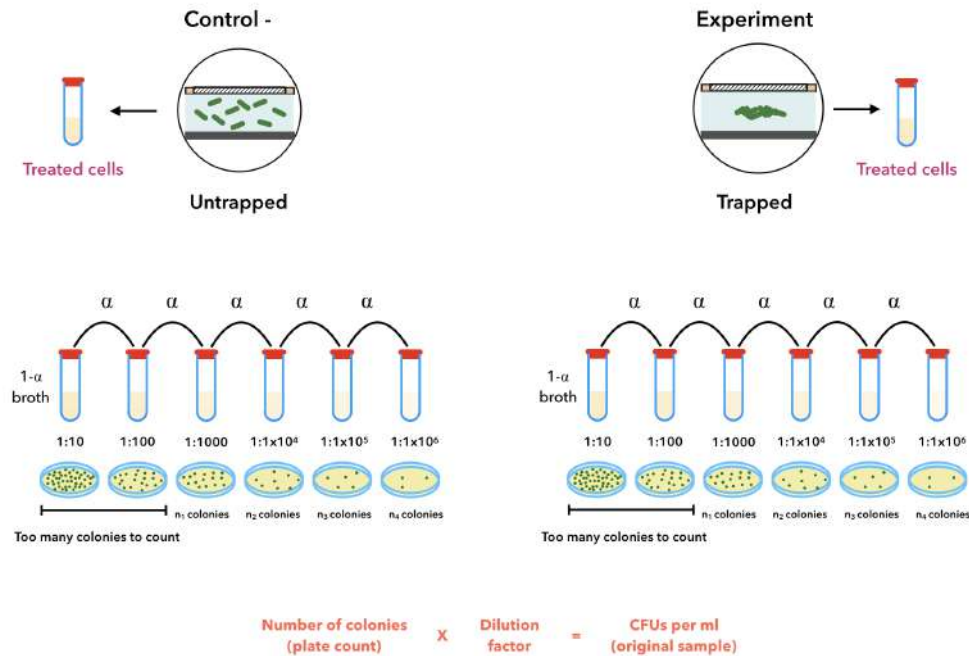 Control -
Experiment
Treated cells
Treated cells
Untrapped
Trapped
α α α α α
α α α α α
1-α
broth
1-α
broth
1:10 1:100 1:1000 1:1x10⁴ 1:1x10⁵ 1:1x10⁶
1:10 1:100 1:1000 1:1x10⁴ 1:1x10⁵ 1:1x10⁶
n₁ colonies n₂ colonies n₃ colonies n₄ colonies
n₁ colonies n₂ colonies n₃ colonies n₄ colonies
Too many colonies to count
Too many colonies to count
Number of colonies X Dilution = CFUs per ml
(plate count) factor (original sample)